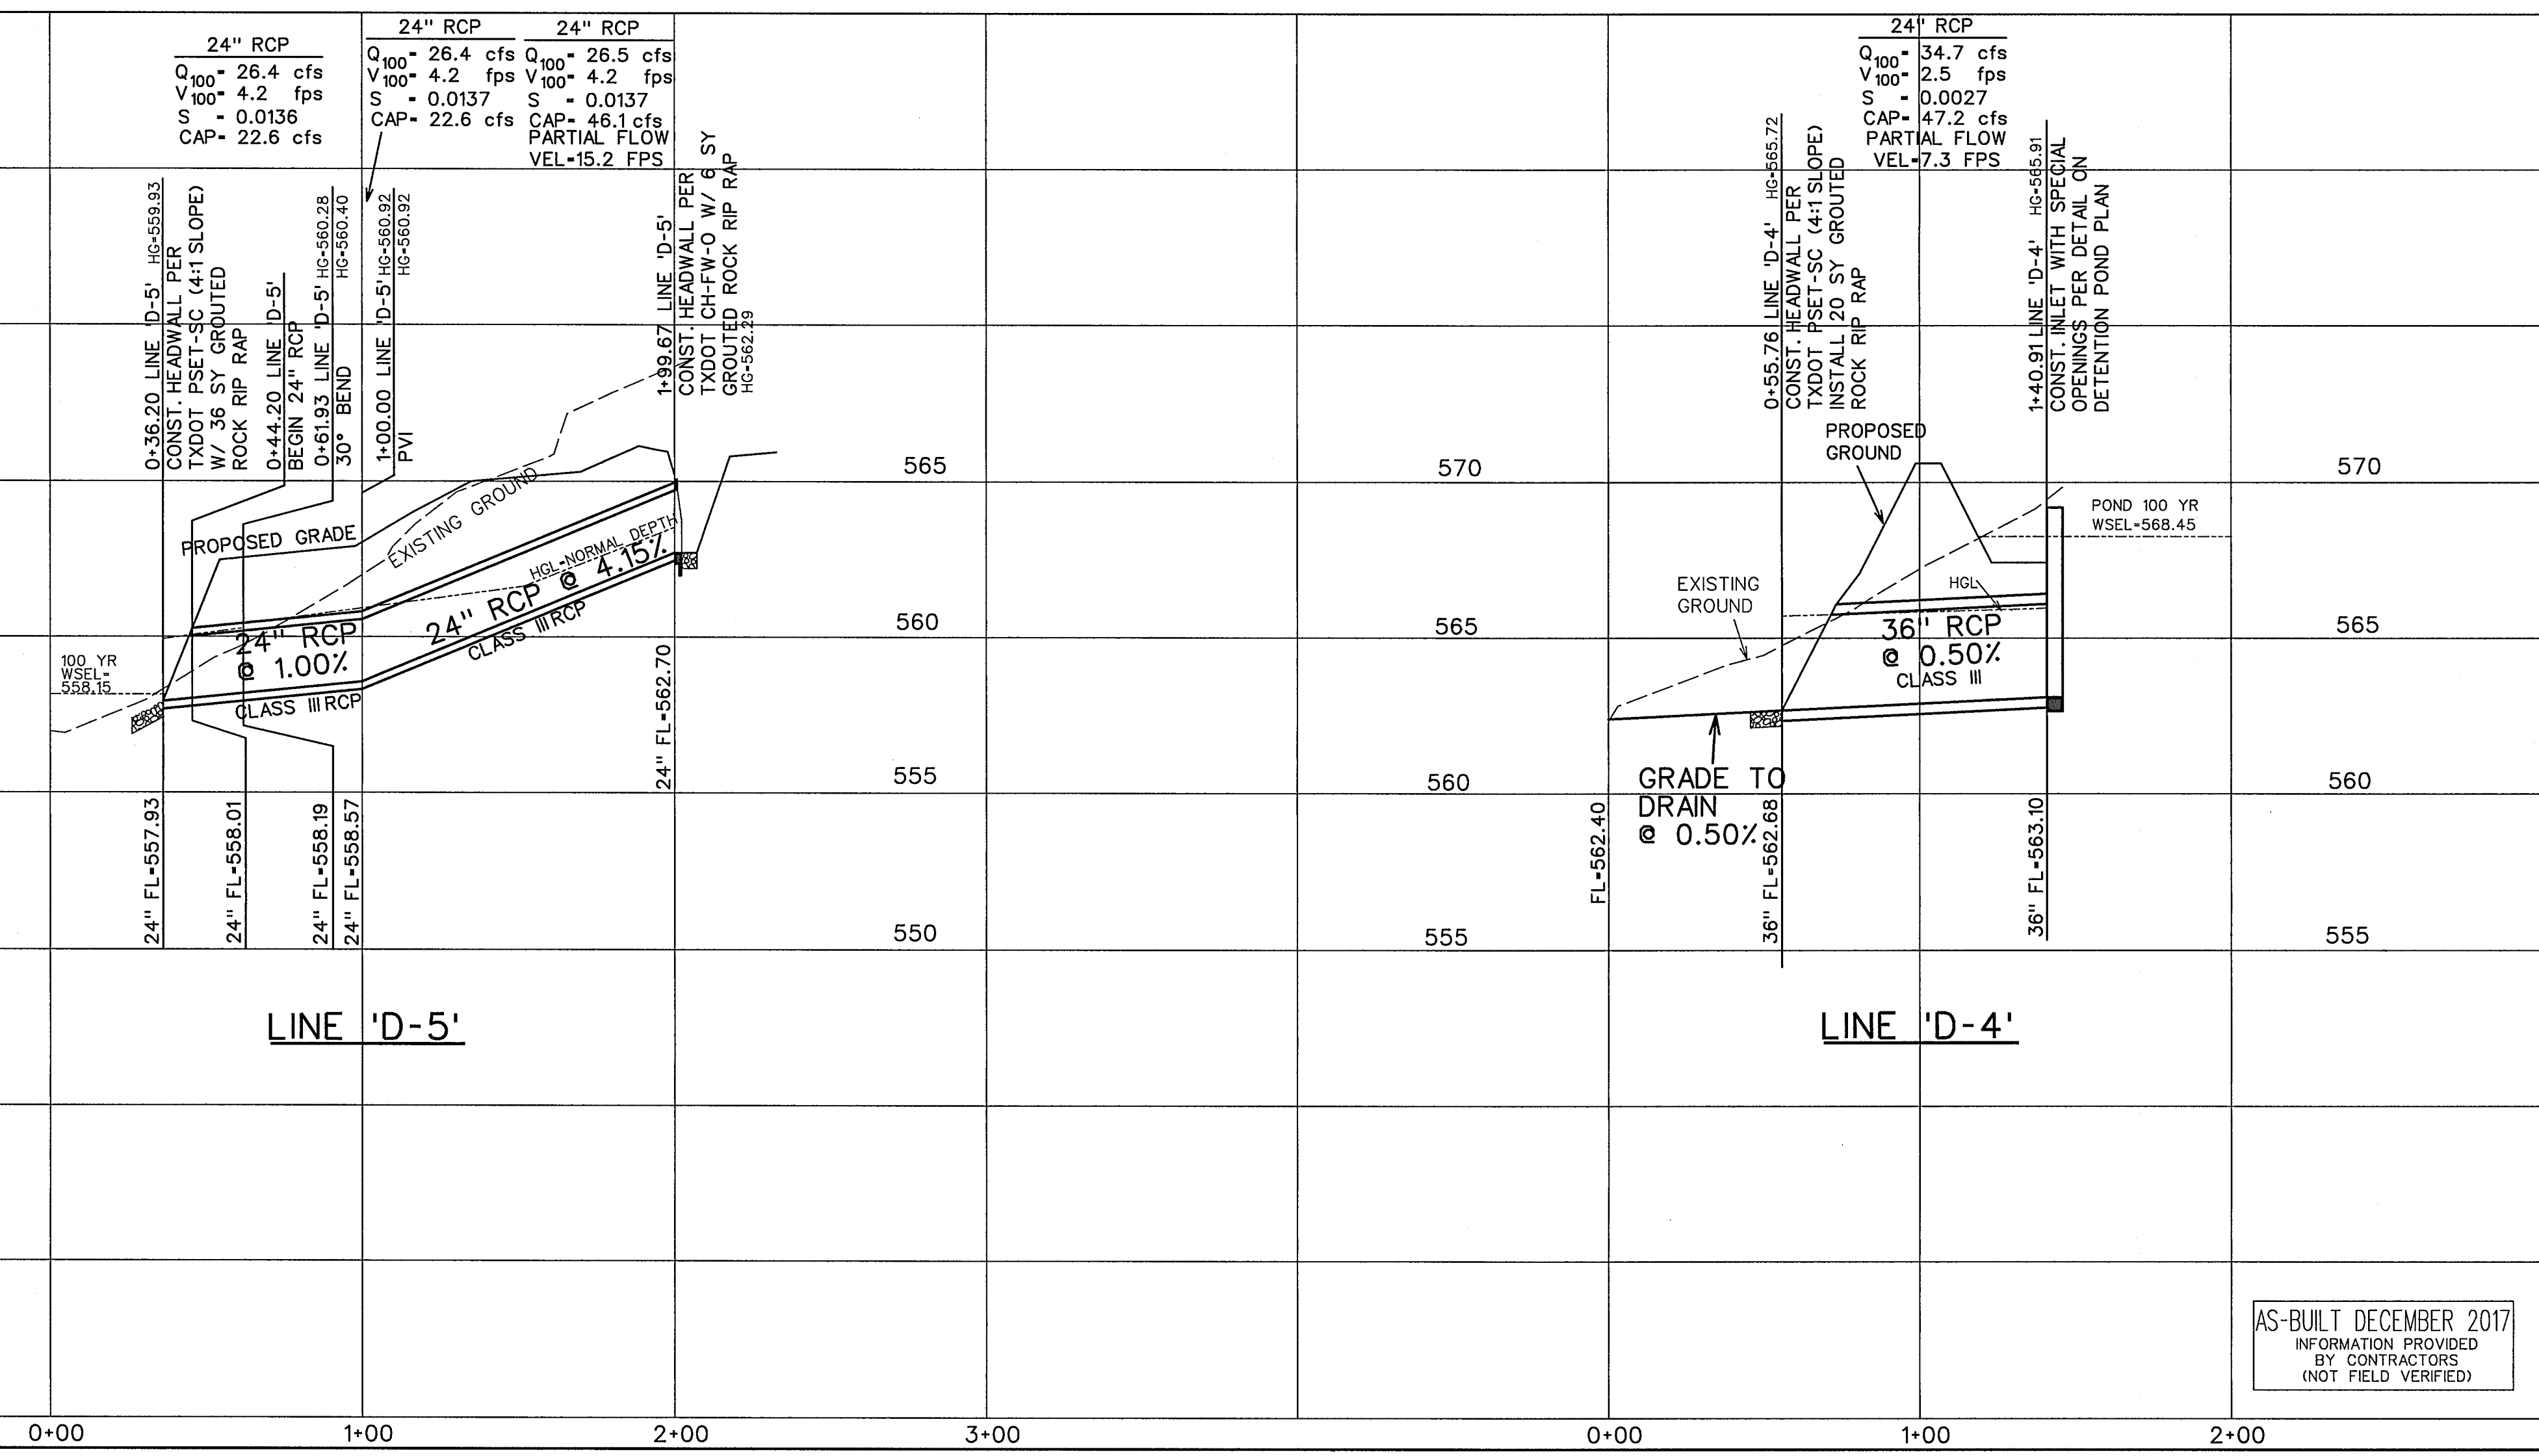 24" RCP
Q100= 26.4 cfs
V100= 4.2 fps
S = 0.0136
CAP= 22.6 cfs
24" RCP
Q100= 26.4 cfs
V100= 4.2 fps
S = 0.0137
CAP= 22.6 cfs
24" RCP
Q100= 26.5 cfs
V100= 4.2 fps
S = 0.0137
CAP= 46.1 cfs
PARTIAL FLOW
VEL=15.2 FPS
0+36.20 LINE 'D-5' HG=559.93
CONST. HEADWALL PER
TXDOT PSET-SC (4:1 SLOPE)
W/ 36 SY GROUTED
ROCK RIP RAP
0+44.20 LINE 'D-5'
BEGIN 24" RCP
0+61.93 LINE 'D-5' HG=560.28
30° BEND HG=560.40
1+00.00 LINE 'D-5' HG=560.92
PVI HG=560.92
1+99.67 LINE 'D-5'
CONST. HEADWALL PER
TXDOT CH-FW-O W/ 6 SY
GROUTED ROCK RIP RAP
HG=562.29
PROPOSED GRADE
EXISTING GROUND
HGL=NORMAL DEPTH
24" RCP @ 4.15%
CLASS III RCP
24" RCP
@ 1.00%
CLASS III RCP
100 YR
WSEL=
558.15
24" FL=557.93
24" FL=558.01
24" FL=558.19
24" FL=558.57
24" FL=562.70
565
560
555
550
LINE 'D-5'
24" RCP
Q100= 34.7 cfs
V100= 2.5 fps
S = 0.0027
CAP= 47.2 cfs
PARTIAL FLOW
VEL=7.3 FPS
0+55.76 LINE 'D-4' HG=565.72
CONST. HEADWALL PER
TXDOT PSET-SC (4:1 SLOPE)
INSTALL 20 SY GROUTED
ROCK RIP RAP
1+40.91 LINE 'D-4' HG=565.91
CONST. INLET WITH SPECIAL
OPENINGS PER DETAIL ON
DETENTION POND PLAN
PROPOSED
GROUND
POND 100 YR
WSEL=568.45
EXISTING
GROUND
HGL
36" RCP
@ 0.50%
CLASS III
GRADE TO
DRAIN
@ 0.50%
FL=562.40
36" FL=562.68
36" FL=563.10
570
565
560
555
570
565
560
555
LINE 'D-4'
AS-BUILT DECEMBER 2017
INFORMATION PROVIDED
BY CONTRACTORS
(NOT FIELD VERIFIED)
0+00 1+00 2+00 3+00 0+00 1+00 2+00